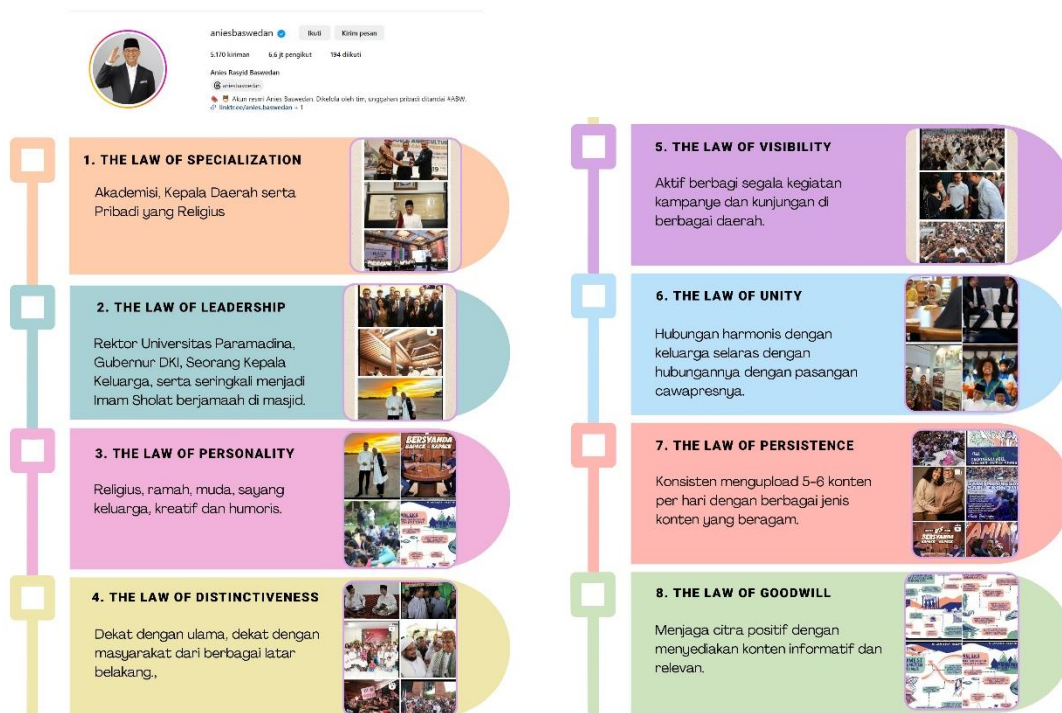 aniesbaswedan
Ikuti
Kirim pesan
5.170 kiriman 6,6 jt pengikut 194 diikuti
Anies Rasyid Baswedan
aniesbaswedan
Akun resmi Anies Baswedan. Dikelola oleh tim, unggahan pribadi ditandai #ABW.
linktr.ee/anies.baswedan + 1
1. THE LAW OF SPECIALIZATION
Akademisi, Kepala Daerah serta
Pribadi yang Religius
2. THE LAW OF LEADERSHIP
Rektor Universitas Paramadina,
Gubernur DKI, Seorang Kepala
Keluarga, serta seringkali menjadi
Imam Sholat berjamaah di masjid.
3. THE LAW OF PERSONALITY
Religius, ramah, muda, sayang
keluarga, kreatif dan humoris.
BERSYANDA
GAPACK - SAPACK
4. THE LAW OF DISTINCTIVENESS
Dekat dengan ulama, dekat dengan
masyarakat dari berbagai latar
belakang.,
5. THE LAW OF VISIBILITY
Aktif berbagi segala kegiatan
kampanye dan kunjungan di
berbagai daerah.
6. THE LAW OF UNITY
Hubungan harmonis dengan
keluarga selaras dengan
hubungannya dengan pasangan
cawapresnya.
7. THE LAW OF PERSISTENCE
Konsisten mengupload 5-6 konten
per hari dengan berbagai jenis
konten yang beragam.
BERSYANDA
AMIN
8. THE LAW OF GOODWILL
Menjaga citra positif dengan
menyediakan konten informatif dan
relevan.